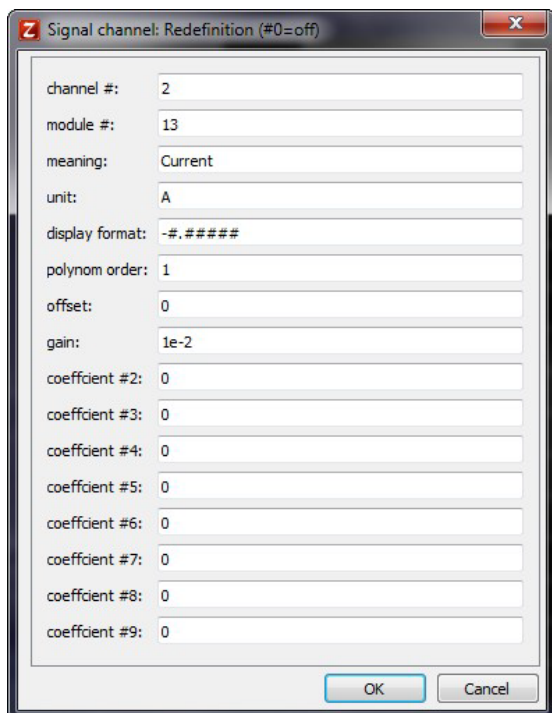 Z Signal channel: Redefinition (#0=off)
channel #: 2
module #: 13
meaning: Current
unit: A
display format: -#.#####
polynom order: 1
offset: 0
gain: 1e-2
coeffcient #2: 0
coeffcient #3: 0
coeffcient #4: 0
coeffcient #5: 0
coeffcient #6: 0
coeffcient #7: 0
coeffcient #8: 0
coeffcient #9: 0
OK Cancel